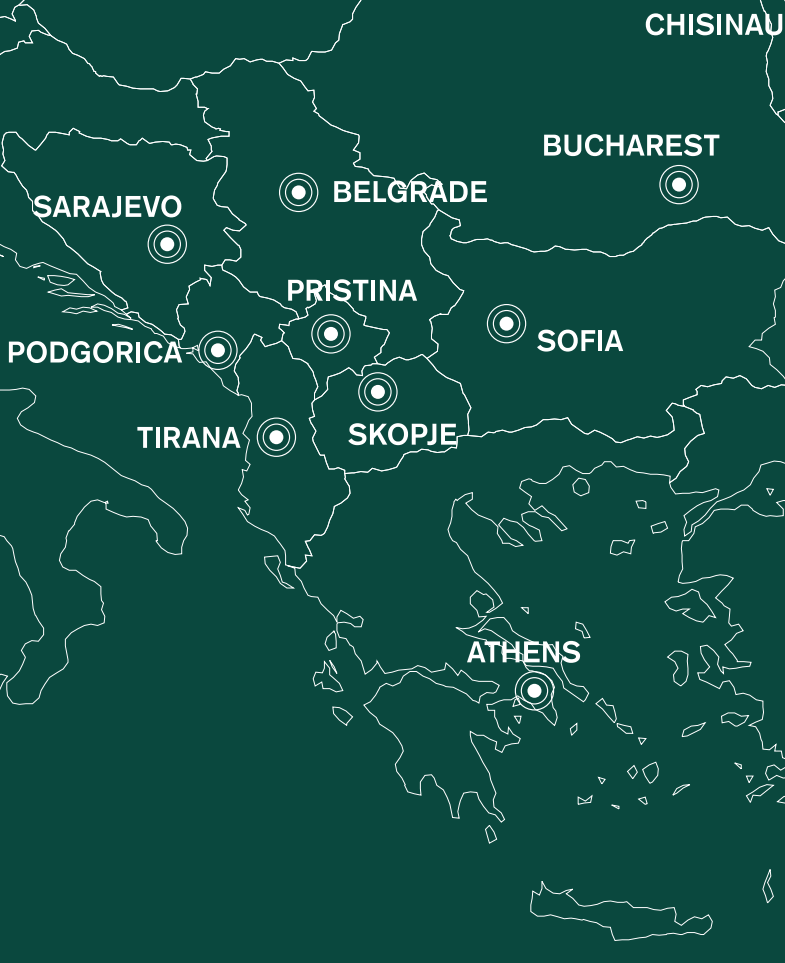 CHISINAU
BUCHAREST
BELGRADE
SARAJEVO
PRISTINA
SOFIA
PODGORICA
SKOPJE
TIRANA
ATHENS